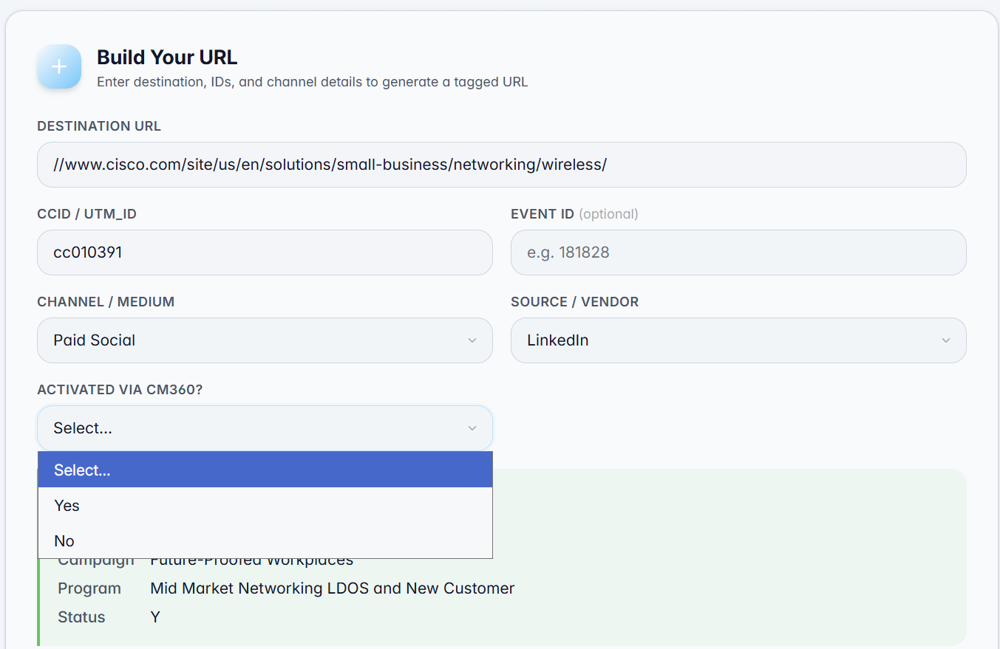 Build Your URL
Enter destination, IDs, and channel details to generate a tagged URL
DESTINATION URL
//www.cisco.com/site/us/en/solutions/small-business/networking/wireless/
CCID / UTM_ID
EVENT ID (optional)
cc010391
e.g. 181828
CHANNEL / MEDIUM
SOURCE / VENDOR
Paid Social
LinkedIn
ACTIVATED VIA CM360?
Select...
Select...
Yes
No
Campaign Future-Proofed Workplaces
Program Mid Market Networking LDOS and New Customer
Status Y